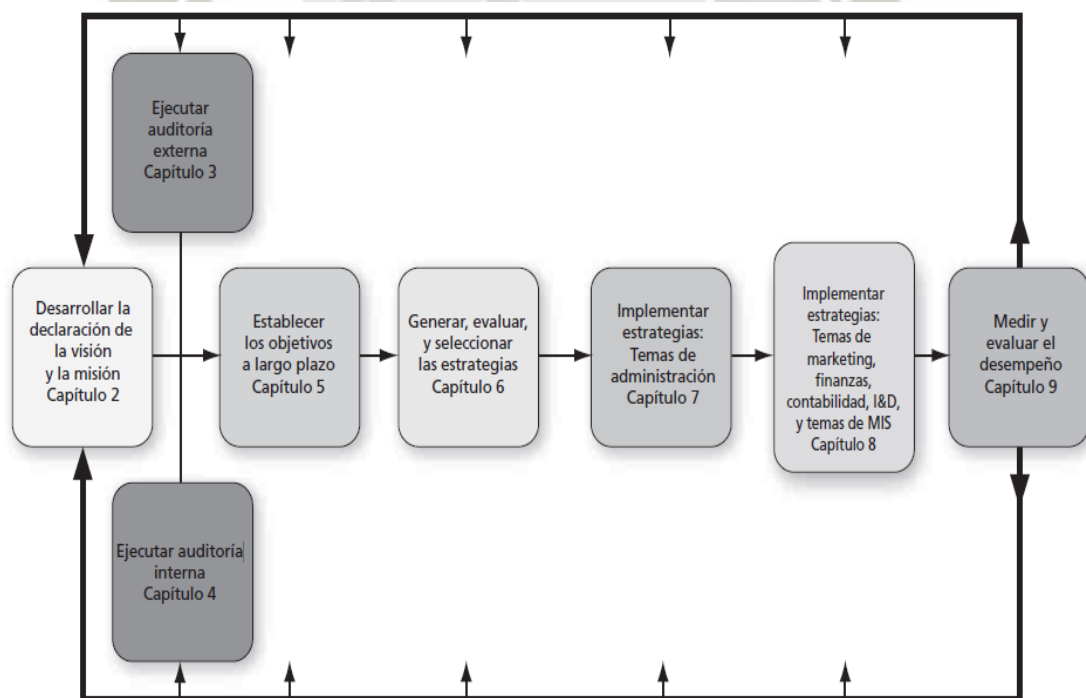 Ejecutar
auditoría
externa
Capítulo 3
Desarrollar la
declaración de
la visión
y la misión
Capítulo 2
Establecer
los objetivos
a largo plazo
Capítulo 5
Generar, evaluar,
y seleccionar
las estrategias
Capítulo 6
Implementar
estrategias:
Temas de
administración
Capítulo 7
Implementar
estrategias:
Temas de
marketing,
finanzas,
contabilidad, I&D,
y temas de MIS
Capítulo 8
Medir y
evaluar el
desempeño
Capítulo 9
Ejecutar auditoría
interna
Capítulo 4